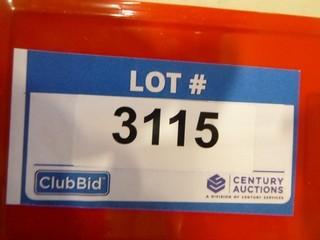 LOT #
3115
ClubBid
CENTURY
AUCTIONS
A DIVISION OF CENTURY SERVICES